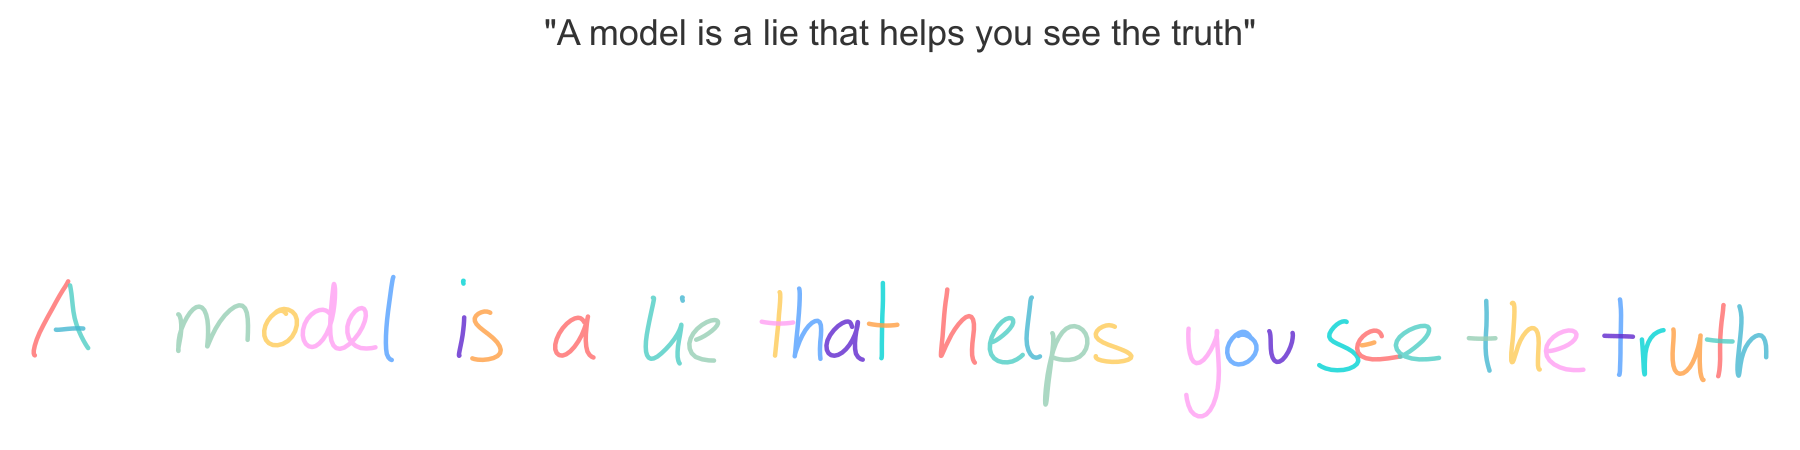 "A model is a lie that helps you see the truth"
A model is a lie that helps you see the truth